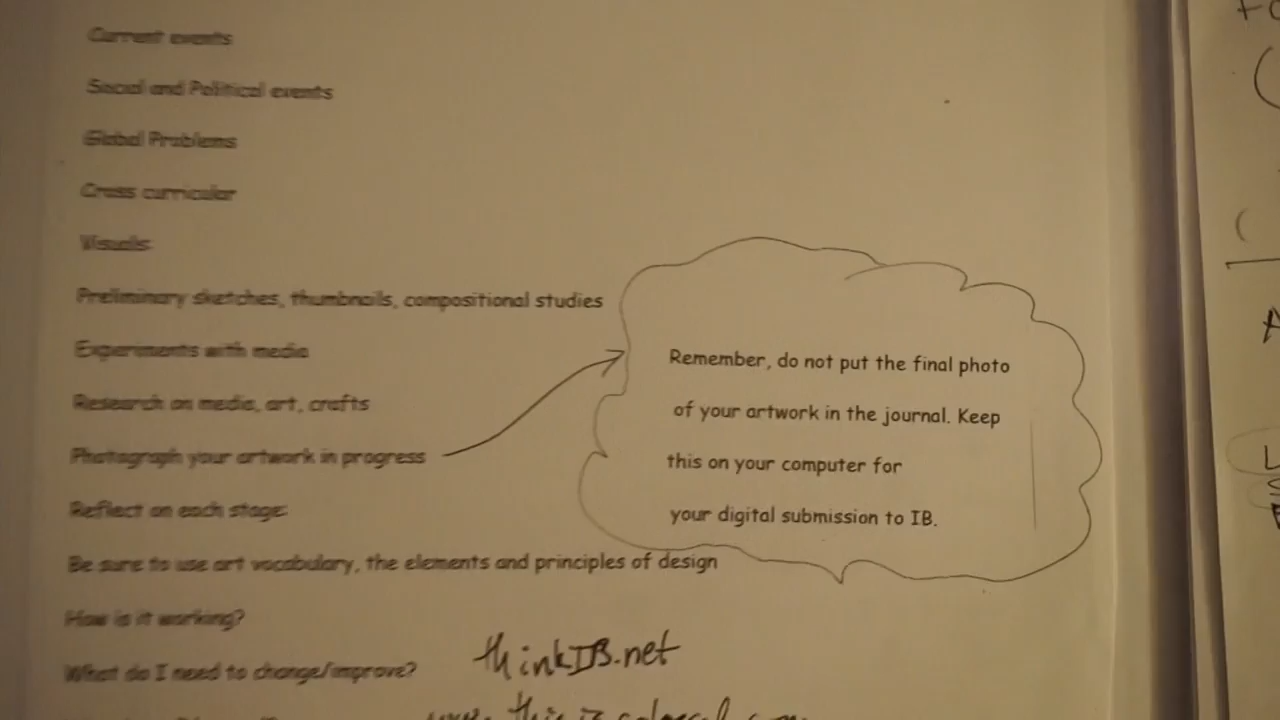 Current events
Social and Political events
Global Problems
Cross curricular
Visuals
Preliminary sketches, thumbnails, compositional studies
Experiments with media
Research on media, art, crafts
Photograph your artwork in progress
Reflect on each stage:
Be sure to use art vocabulary, the elements and principles of design
How is it working?
What do I need to change/improve?
Remember, do not put the final photo
of your artwork in the journal. Keep
this on your computer for
your digital submission to IB.
thinkIB.net